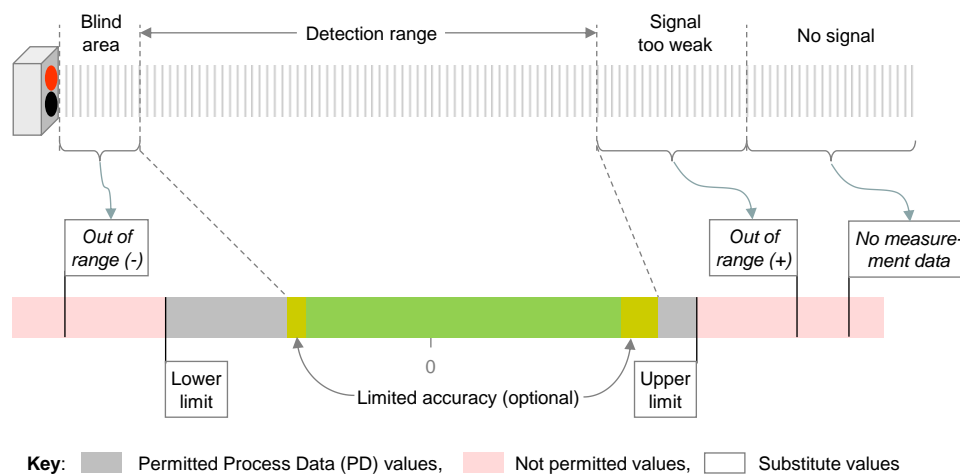 Blind
area
Detection range
Signal
too weak
No signal
Out of
range (-)
Out of
range (+)
No measure-
ment data
0
Lower
limit
Limited accuracy (optional)
Upper
limit
Key: Permitted Process Data (PD) values, Not permitted values, Substitute values